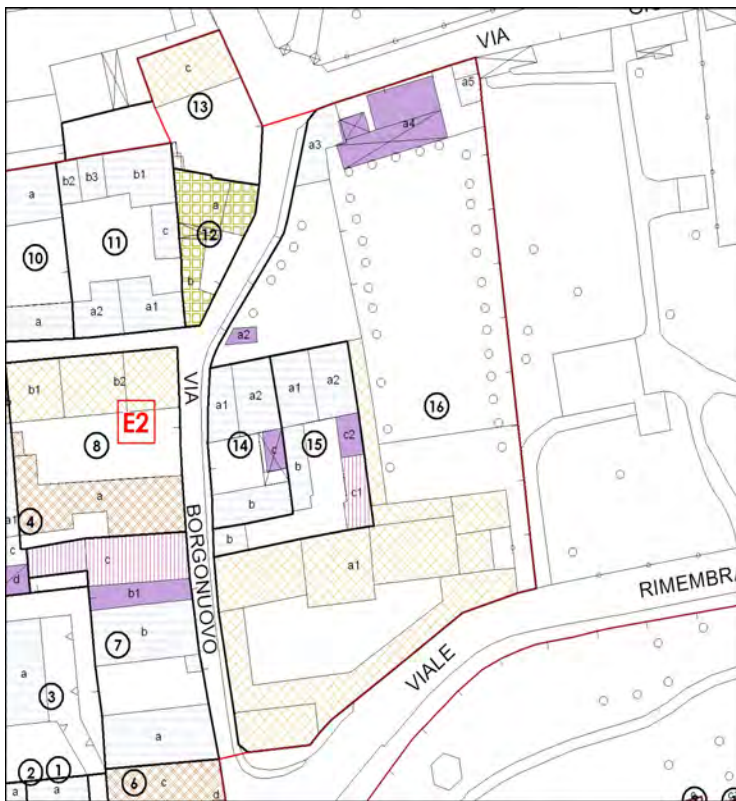 VIA
c
13
a5
a4
a3
b2
b3
b1
a
a
c
12
11
10
b
a2
a1
a
a2
b1
b2
VIA
a1
a2
a1
a2
16
E2
8
14
c
15
c2
b
a
c1
b
4
a1
BORGONUOVO
b
c
c
a1
d
b1
RIMEMBRA
b
7
VIALE
a
3
a
2
1
6
c
a
a
d